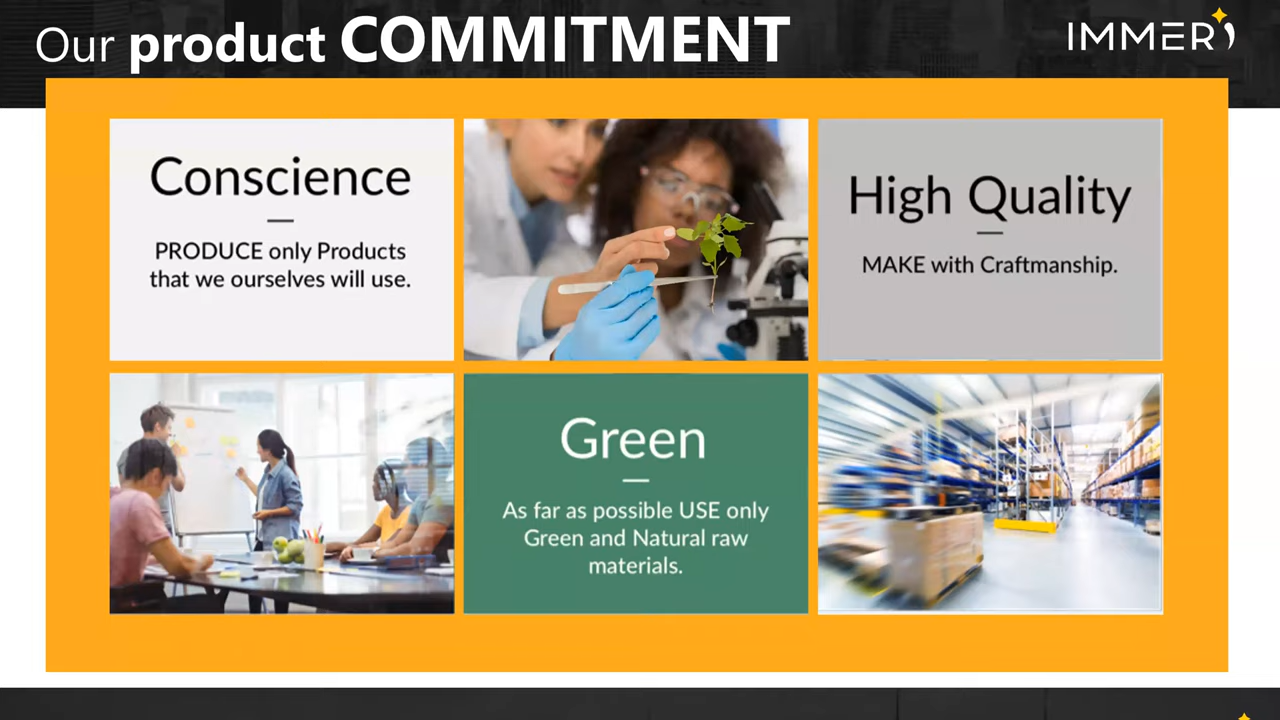 Our product COMMITMENT
IMMERI
Conscience
PRODUCE only Products
that we ourselves will use.
High Quality
MAKE with Craftmanship.
Green
As far as possible USE only
Green and Natural raw
materials.